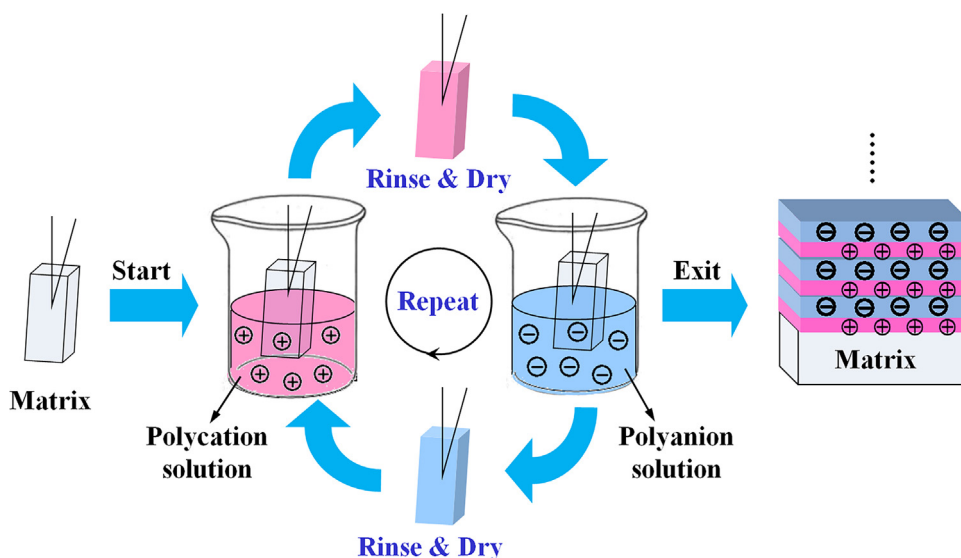 Rinse & Dry
Start
Repeat
Exit
Matrix
Matrix
Polycation
solution
Polyanion
solution
Rinse & Dry